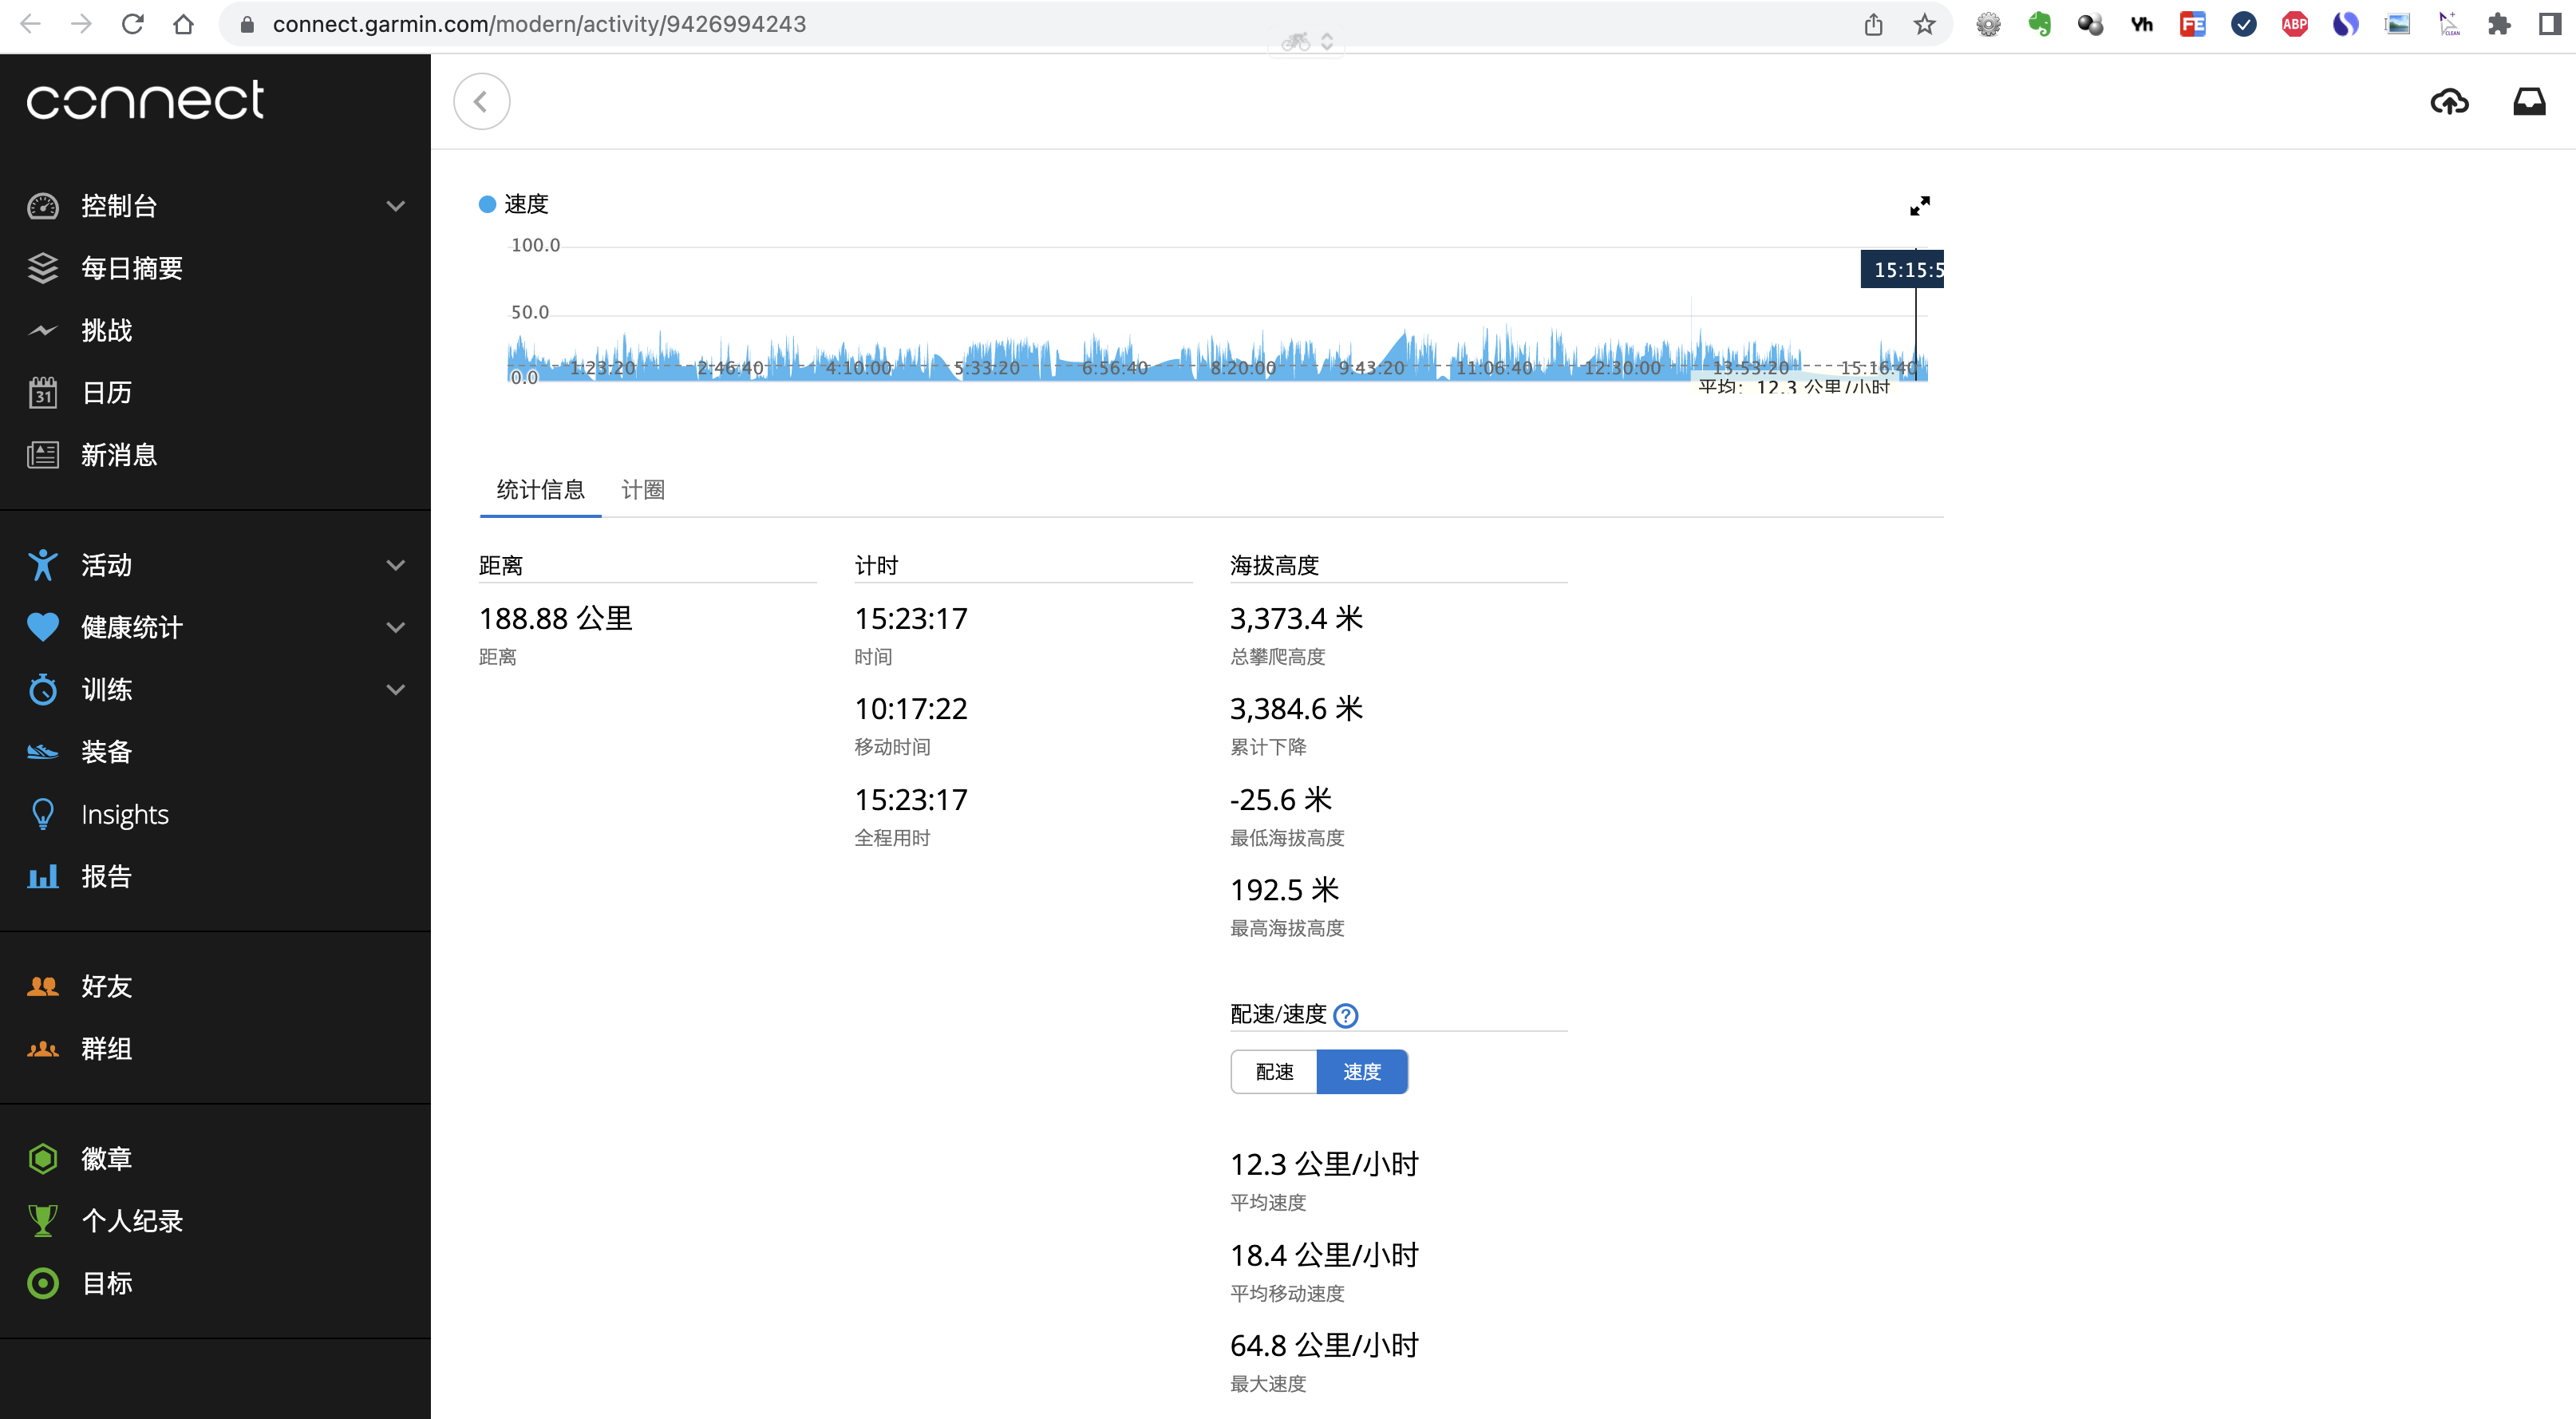 connect.garmin.com/modern/activity/9426994243
Yh
FE
ABP
CLEAN
connect
控制台
每日摘要
挑战
31
日历
新消息
活动
健康统计
训练
装备
Insights
报告
好友
群组
徽章
个人纪录
目标
速度
100.0
15:15:5
50.0
0.0
1:23:20
2:46:40
4:10:00
5:33:20
6:56:40
8:20:00
9:43:20
11:06:40
12:30:00
13:53:20
15:16:40
平均: 12.3 公里/小时
统计信息
计圈
距离
188.88 公里
距离
计时
15:23:17
时间
10:17:22
移动时间
15:23:17
全程用时
海拔高度
3,373.4 米
总攀爬高度
3,384.6 米
累计下降
-25.6 米
最低海拔高度
192.5 米
最高海拔高度
配速/速度 ?
配速
速度
12.3 公里/小时
平均速度
18.4 公里/小时
平均移动速度
64.8 公里/小时
最大速度